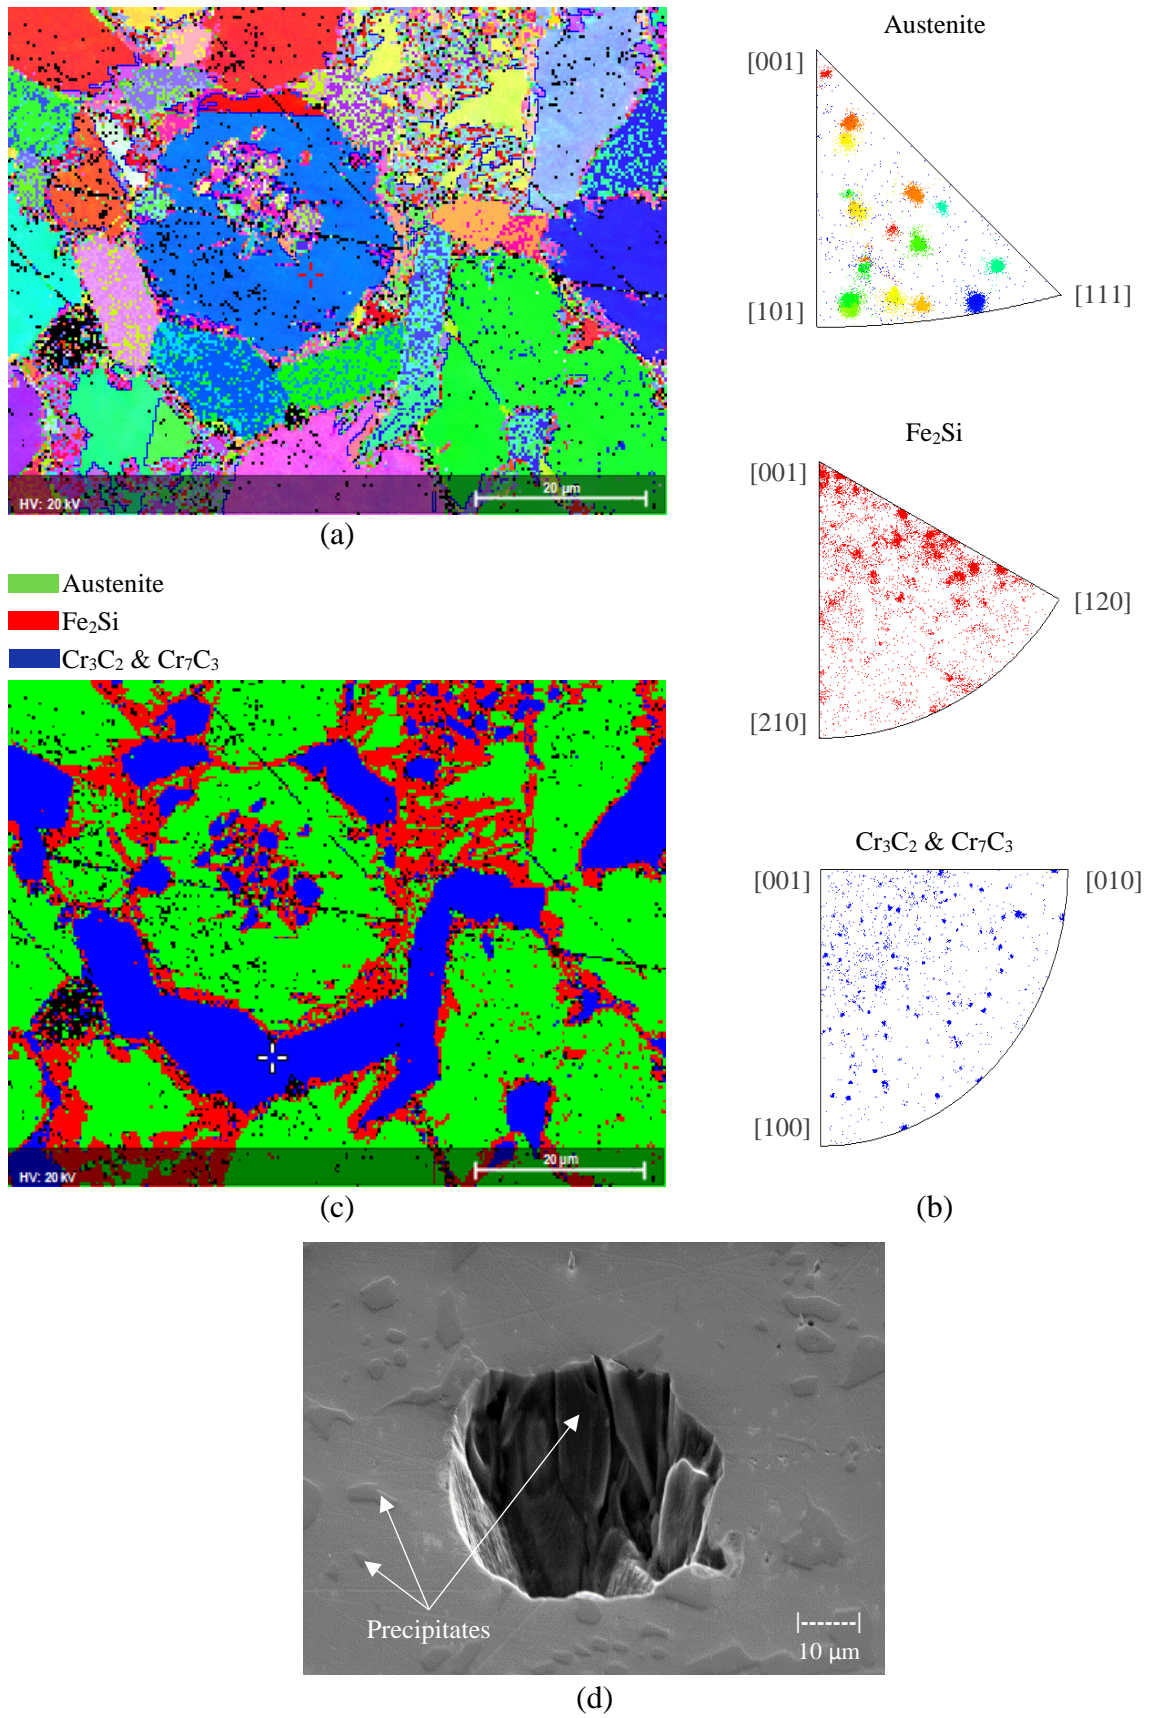 Austenite
[001]
[101]
[111]
20 µm
HV: 20 kV
(a)
Fe₂Si
[001]
[120]
[210]
Austenite
Fe₂Si
Cr₃C₂ & Cr₇C₃
Cr₃C₂ & Cr₇C₃
[001]
[010]
[100]
20 µm
HV: 20 kV
(c)
(b)
Precipitates
10 µm
(d)